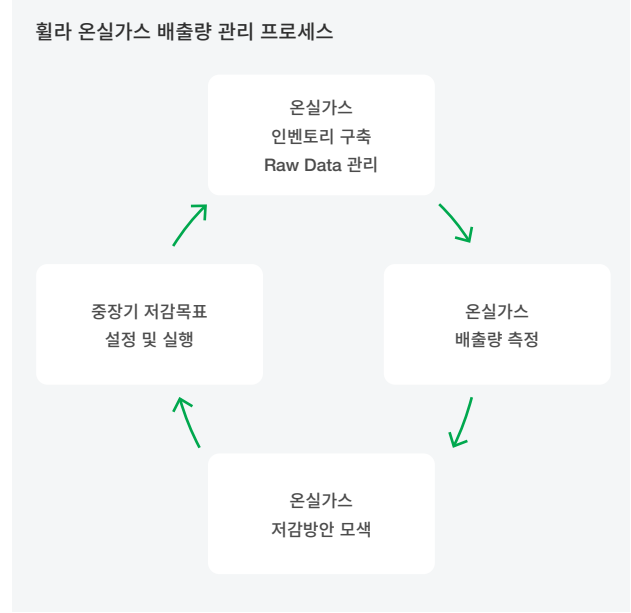 휠라 온실가스 배출량 관리 프로세스
온실가스
인벤토리 구축
Raw Data 관리
온실가스
배출량 측정
온실가스
저감방안 모색
중장기 저감목표
설정 및 실행